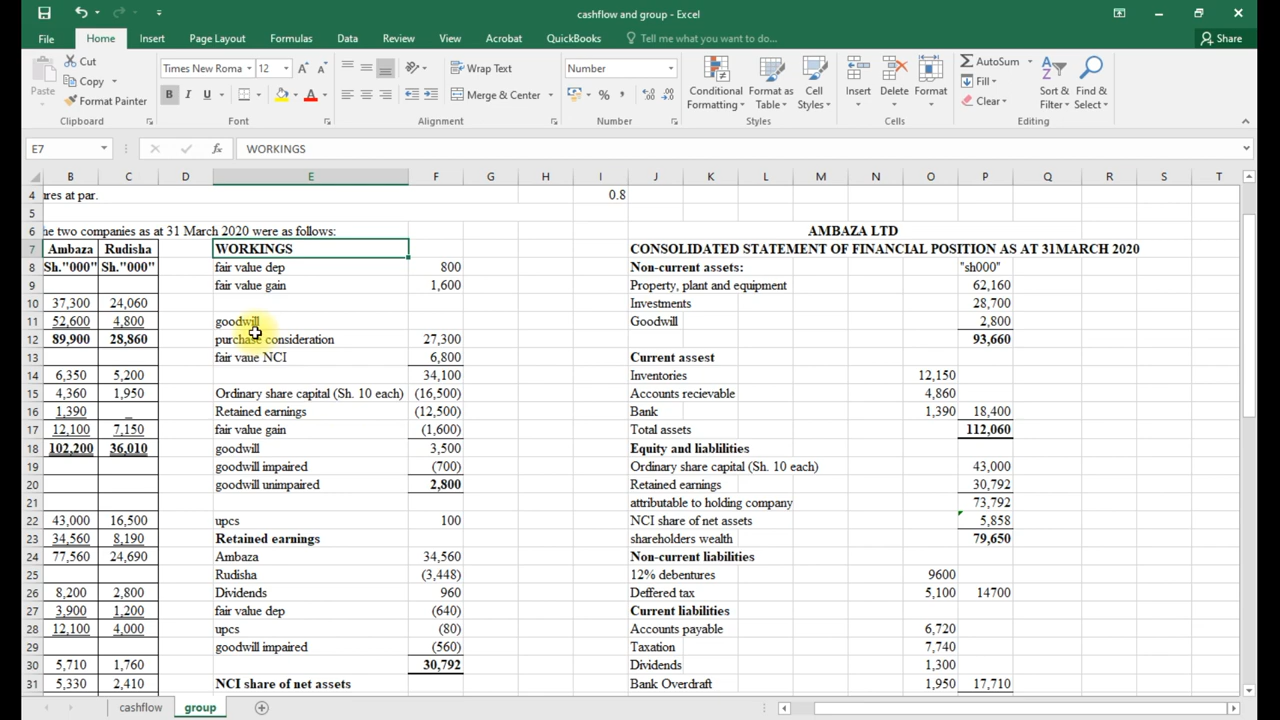 cashflow and group - Excel
File Home Insert Page Layout Formulas Data Review View Acrobat QuickBooks Tell me what you want to do... Share
Paste Cut Copy Format Painter Clipboard
Times New Roma 12 A A B I U A Font
Wrap Text Merge & Center Alignment
Number % , Number
Conditional Formatting Format as Table Cell Styles Styles
Insert Delete Format Cells
AutoSum Fill Clear Sort & Filter Find & Select Editing
E7 fx WORKINGS
B C D E F G H I J K L M N O P Q R S T
4 ures at par. 0.8
5
6 he two companies as at 31 March 2020 were as follows: AMBAZA LTD
7 Ambaza Rudisha WORKINGS CONSOLIDATED STATEMENT OF FINANCIAL POSITION AS AT 31MARCH 2020
8 Sh."000" Sh."000" fair value dep 800 Non-current assets: "sh000"
9 fair value gain 1,600 Property, plant and equipment 62,160
10 37,300 24,060 Investments 28,700
11 52,600 4,800 goodwill Goodwill 2,800
12 89,900 28,860 purchase consideration 27,300 93,660
13 fair vaue NCI 6,800 Current assest
14 6,350 5,200 34,100 Inventories 12,150
15 4,360 1,950 Ordinary share capital (Sh. 10 each) (16,500) Accounts recievable 4,860
16 1,390 _ Retained earnings (12,500) Bank 1,390 18,400
17 12,100 7,150 fair value gain (1,600) Total assets 112,060
18 102,200 36,010 goodwill 3,500 Equity and liablilities
19 goodwill impaired (700) Ordinary share capital (Sh. 10 each) 43,000
20 goodwill unimpaired 2,800 Retained earnings 30,792
21 attributable to holding company 73,792
22 43,000 16,500 upcs 100 NCI share of net assets 5,858
23 34,560 8,190 Retained earnings shareholders wealth 79,650
24 77,560 24,690 Ambaza 34,560 Non-current liabilities
25 Rudisha (3,448) 12% debentures 9600
26 8,200 2,800 Dividends 960 Deffered tax 5,100 14700
27 3,900 1,200 fair value dep (640) Current liabilities
28 12,100 4,000 upcs (80) Accounts payable 6,720
29 goodwill impaired (560) Taxation 7,740
30 5,710 1,760 30,792 Dividends 1,300
31 5,330 2,410 NCI share of net assets Bank Overdraft 1,950 17,710
cashflow group